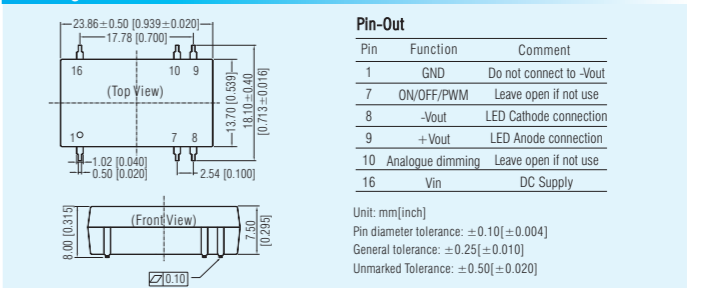 23.86±0.50 [0.939±0.020]
17.78 [0.700]
16 10 9
(Top View)
1 7 8
13.70 [0.539]
18.10±0.40
[0.713±0.016]
1.02 [0.040]
0.50 [0.020]
2.54 [0.100]
(Front View)
8.00 [0.315]
7.50
[0.295]
0.10
Pin-Out
Pin Function Comment
1 GND Do not connect to -Vout
7 ON/OFF/PWM Leave open if not use
8 -Vout LED Cathode connection
9 +Vout LED Anode connection
10 Analogue dimming Leave open if not use
16 Vin DC Supply
Unit: mm[inch]
Pin diameter tolerance: ±0.10[±0.004]
General tolerance: ±0.25[±0.010]
Unmarked Tolerance: ±0.50[±0.020]